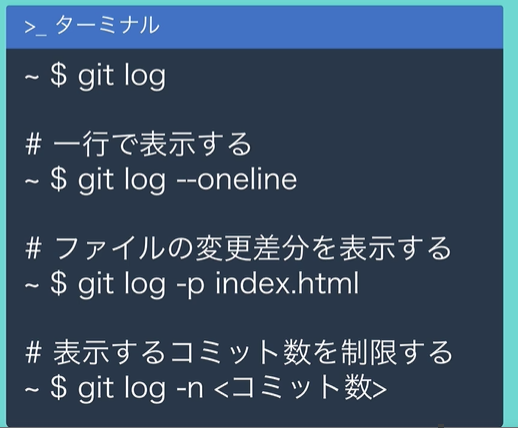 >_ ターミナル
~ $ git log
# 一行で表示する
~ $ git log --oneline
# ファイルの変更差分を表示する
~ $ git log -p index.html
# 表示するコミット数を制限する
~ $ git log -n <コミット数>